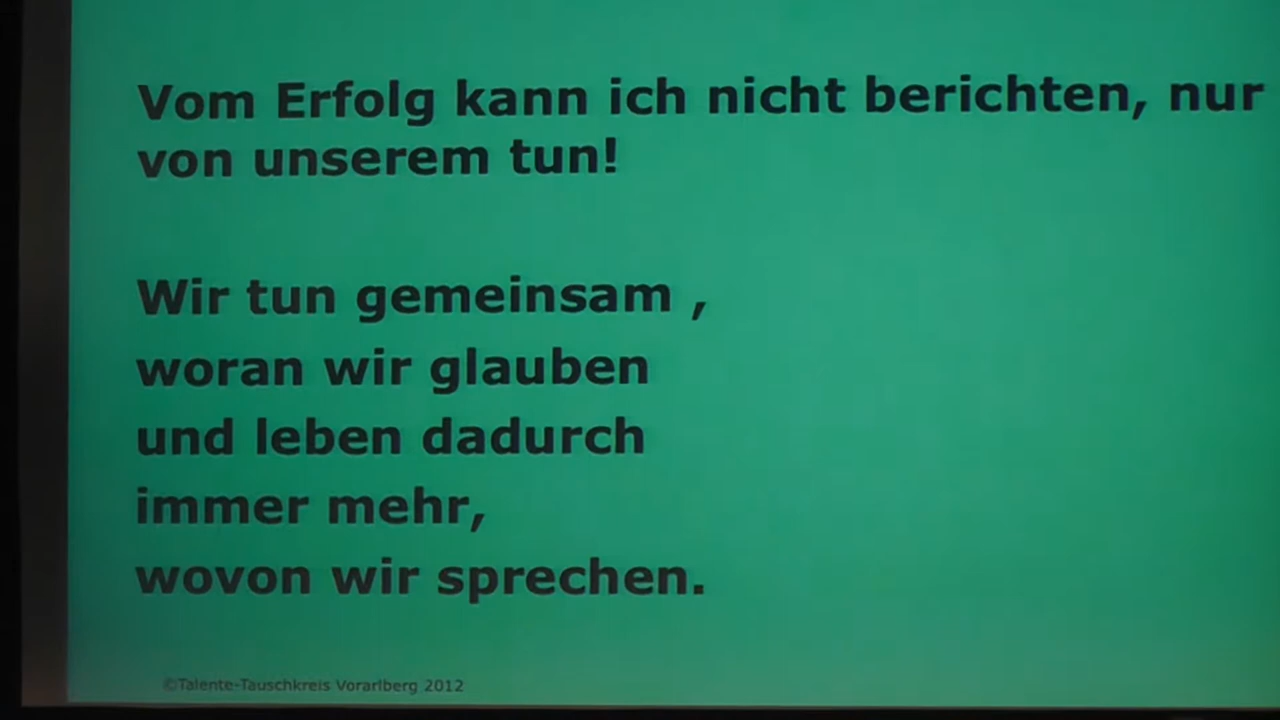 Vom Erfolg kann ich nicht berichten, nur
von unserem tun!
Wir tun gemeinsam ,
woran wir glauben
und leben dadurch
immer mehr,
wovon wir sprechen.
©Talente-Tauschkreis Vorarlberg 2012